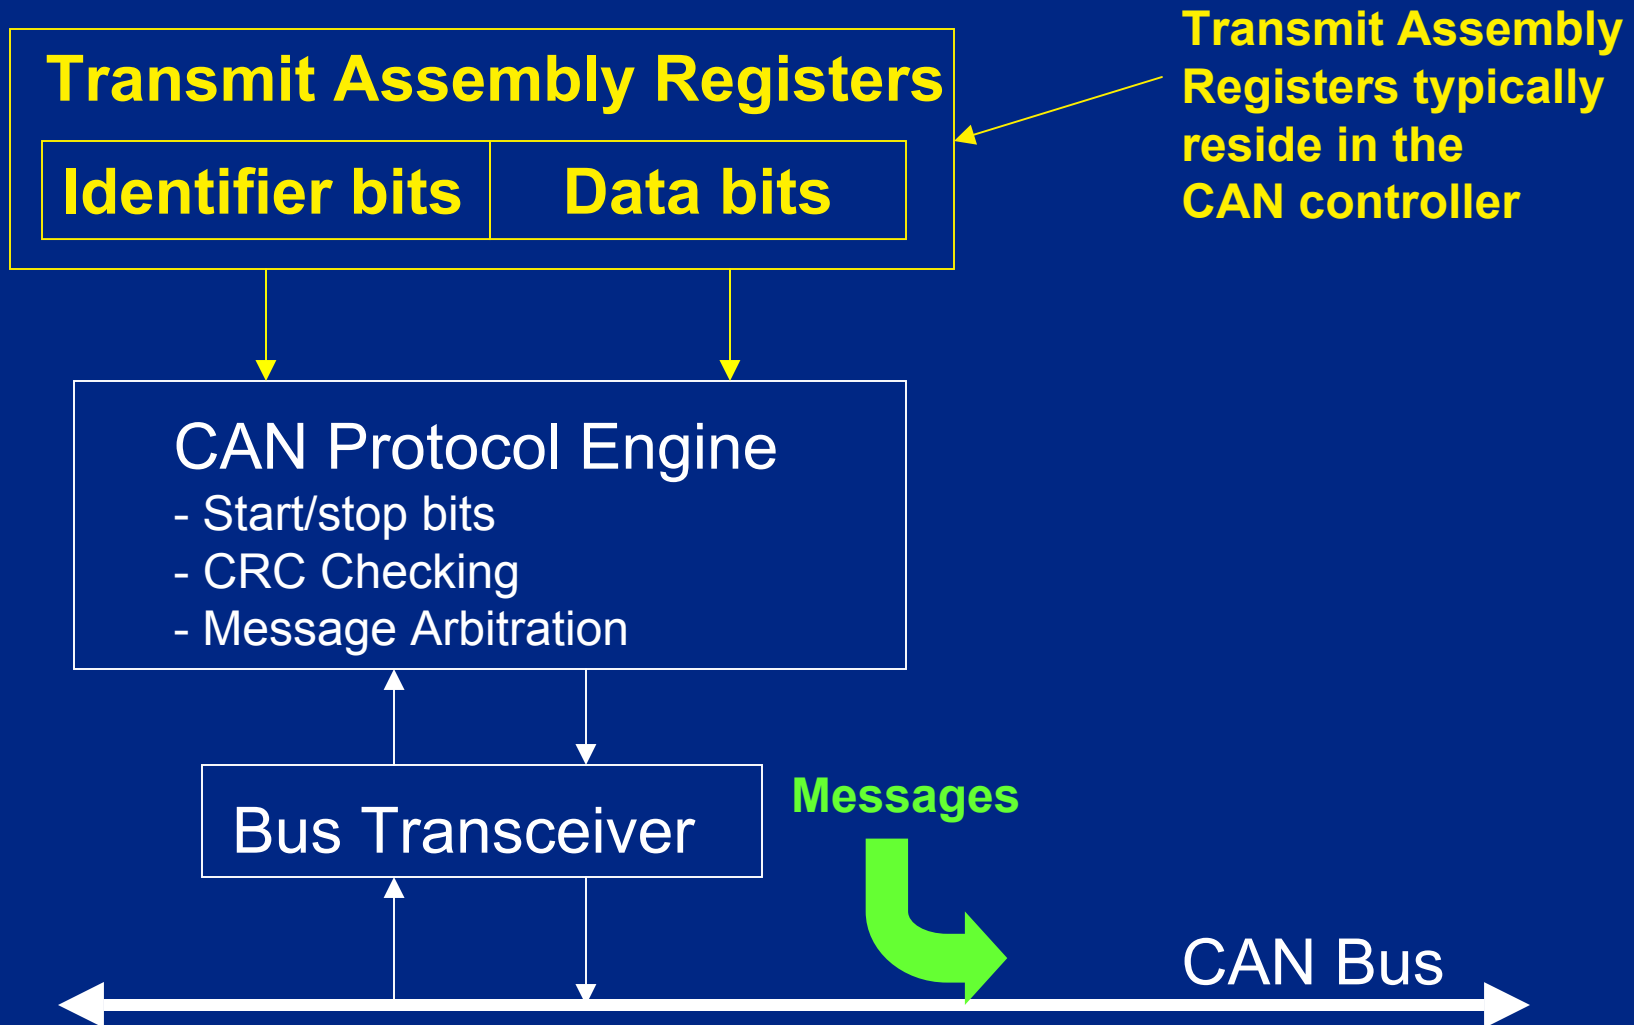 Transmit Assembly Registers
Identifier bits
Data bits
Transmit Assembly
Registers typically
reside in the
CAN controller
CAN Protocol Engine
- Start/stop bits
- CRC Checking
- Message Arbitration
Bus Transceiver
Messages
CAN Bus